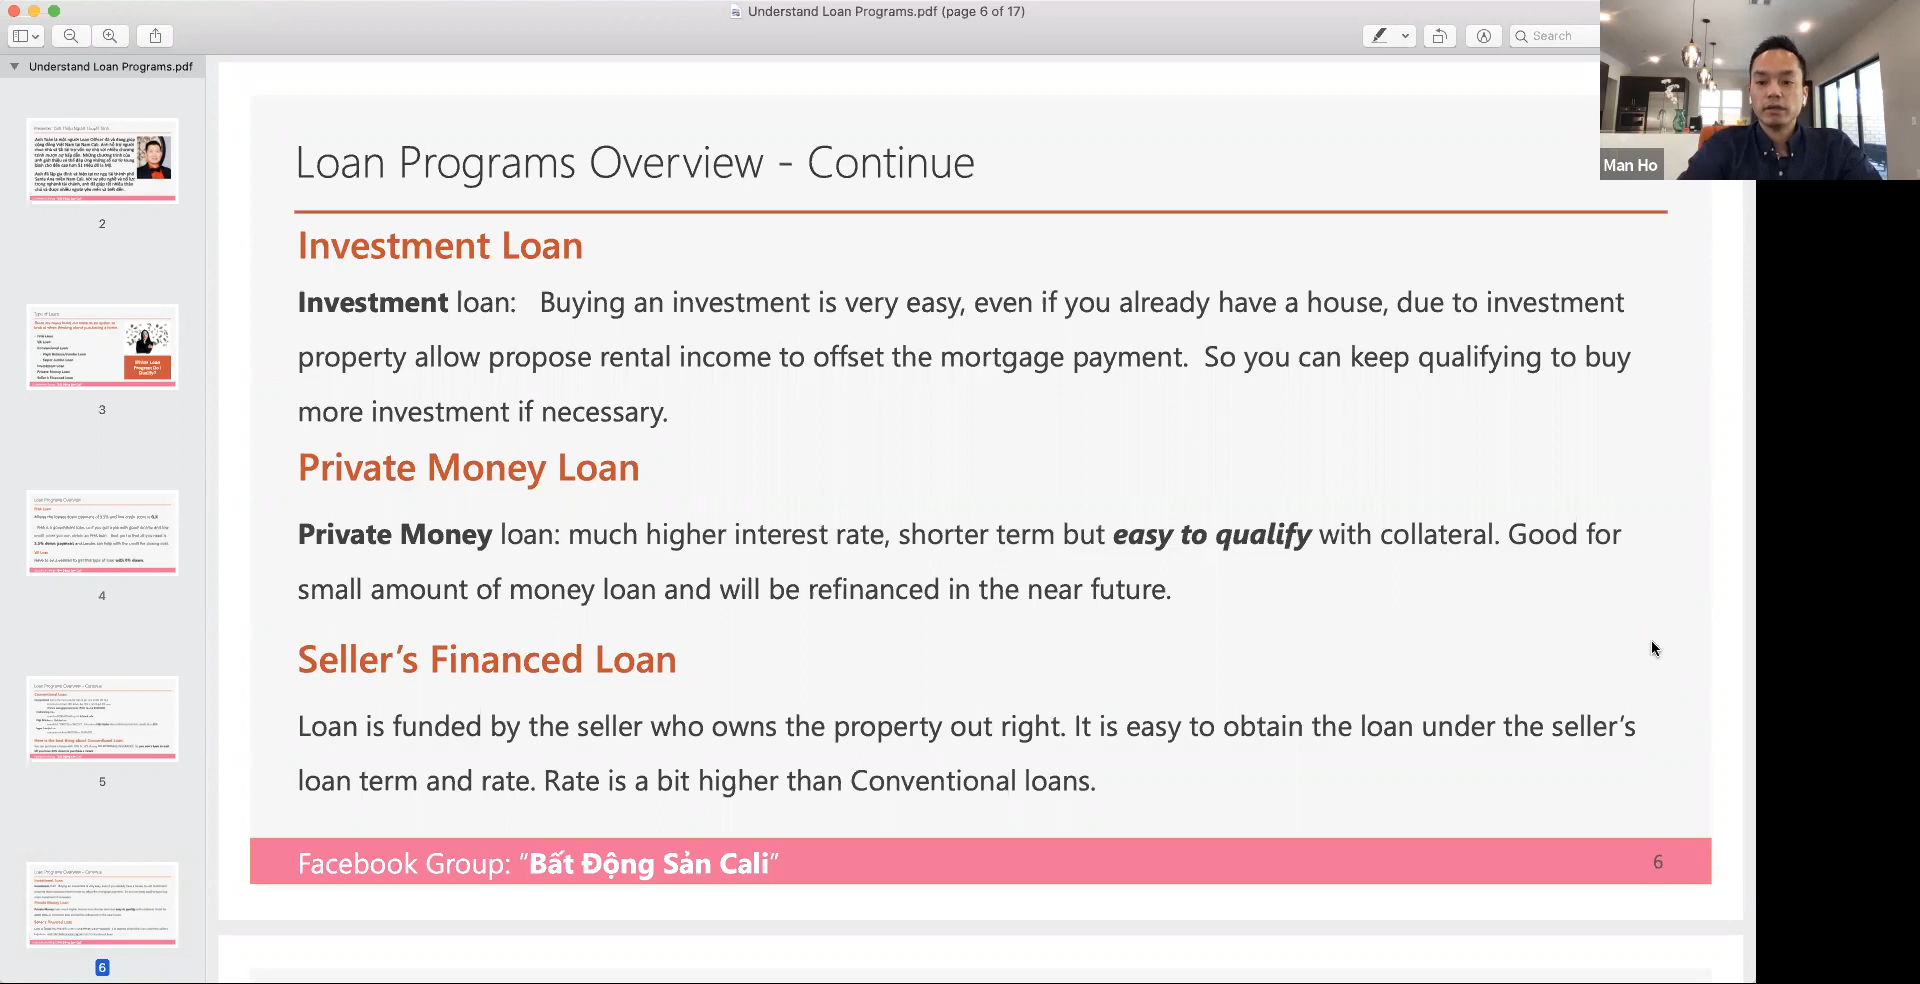 Understand Loan Programs.pdf (page 6 of 17)
Search
Understand Loan Programs.pdf
Man Ho
2
3
4
5
6
Loan Programs Overview - Continue
Investment Loan
Investment loan: Buying an investment is very easy, even if you already have a house, due to investment
property allow propose rental income to offset the mortgage payment. So you can keep qualifying to buy
more investment if necessary.
Private Money Loan
Private Money loan: much higher interest rate, shorter term but easy to qualify with collateral. Good for
small amount of money loan and will be refinanced in the near future.
Seller’s Financed Loan
Loan is funded by the seller who owns the property out right. It is easy to obtain the loan under the seller’s
loan term and rate. Rate is a bit higher than Conventional loans.
Facebook Group: “Bất Động Sản Cali”
6